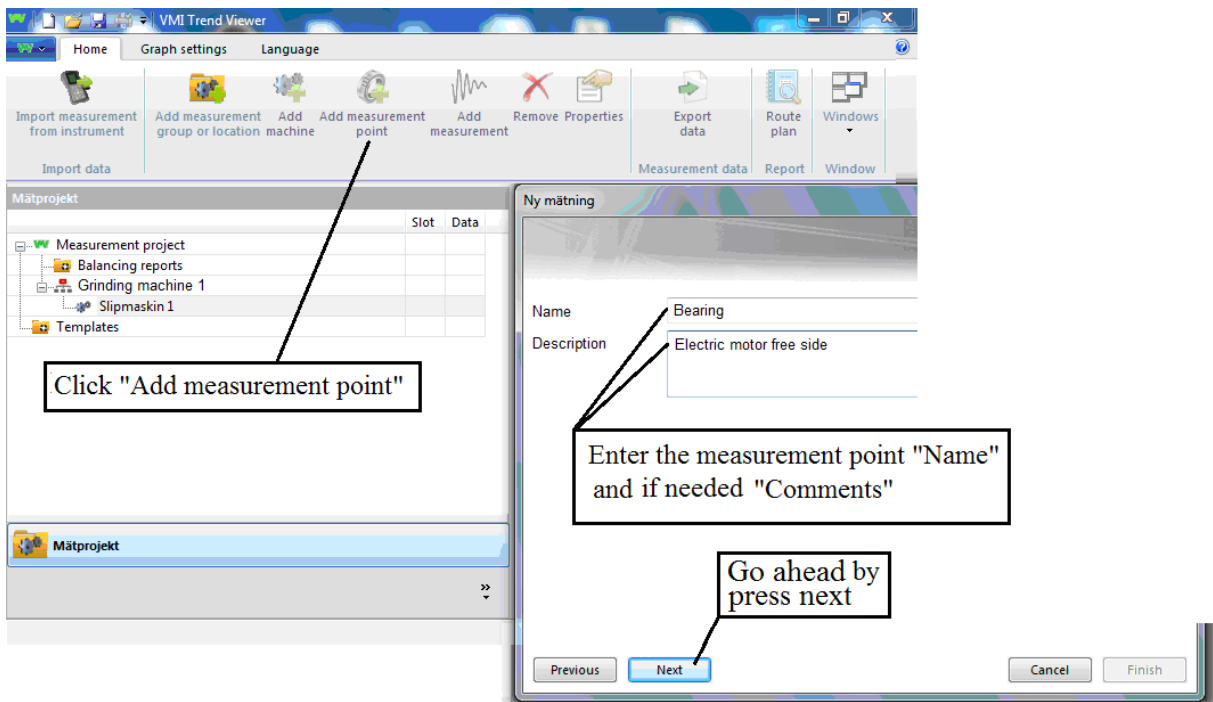 VMI Trend Viewer
Home Graph settings Language
Import measurement
from instrument
Add measurement
group or location
Add
machine
Add measurement
point
Add
measurement
Remove
Properties
Export
data
Route
plan
Windows
Import data
Measurement data
Report
Window
Mätprojekt
Slot Data
Measurement project
Balancing reports
Grinding machine 1
Slipmaskin 1
Templates
Click "Add measurement point"
Mätprojekt
Ny mätning
Name
Bearing
Description
Electric motor free side
Enter the measurement point "Name"
and if needed "Comments"
Go ahead by
press next
Previous Next Cancel Finish